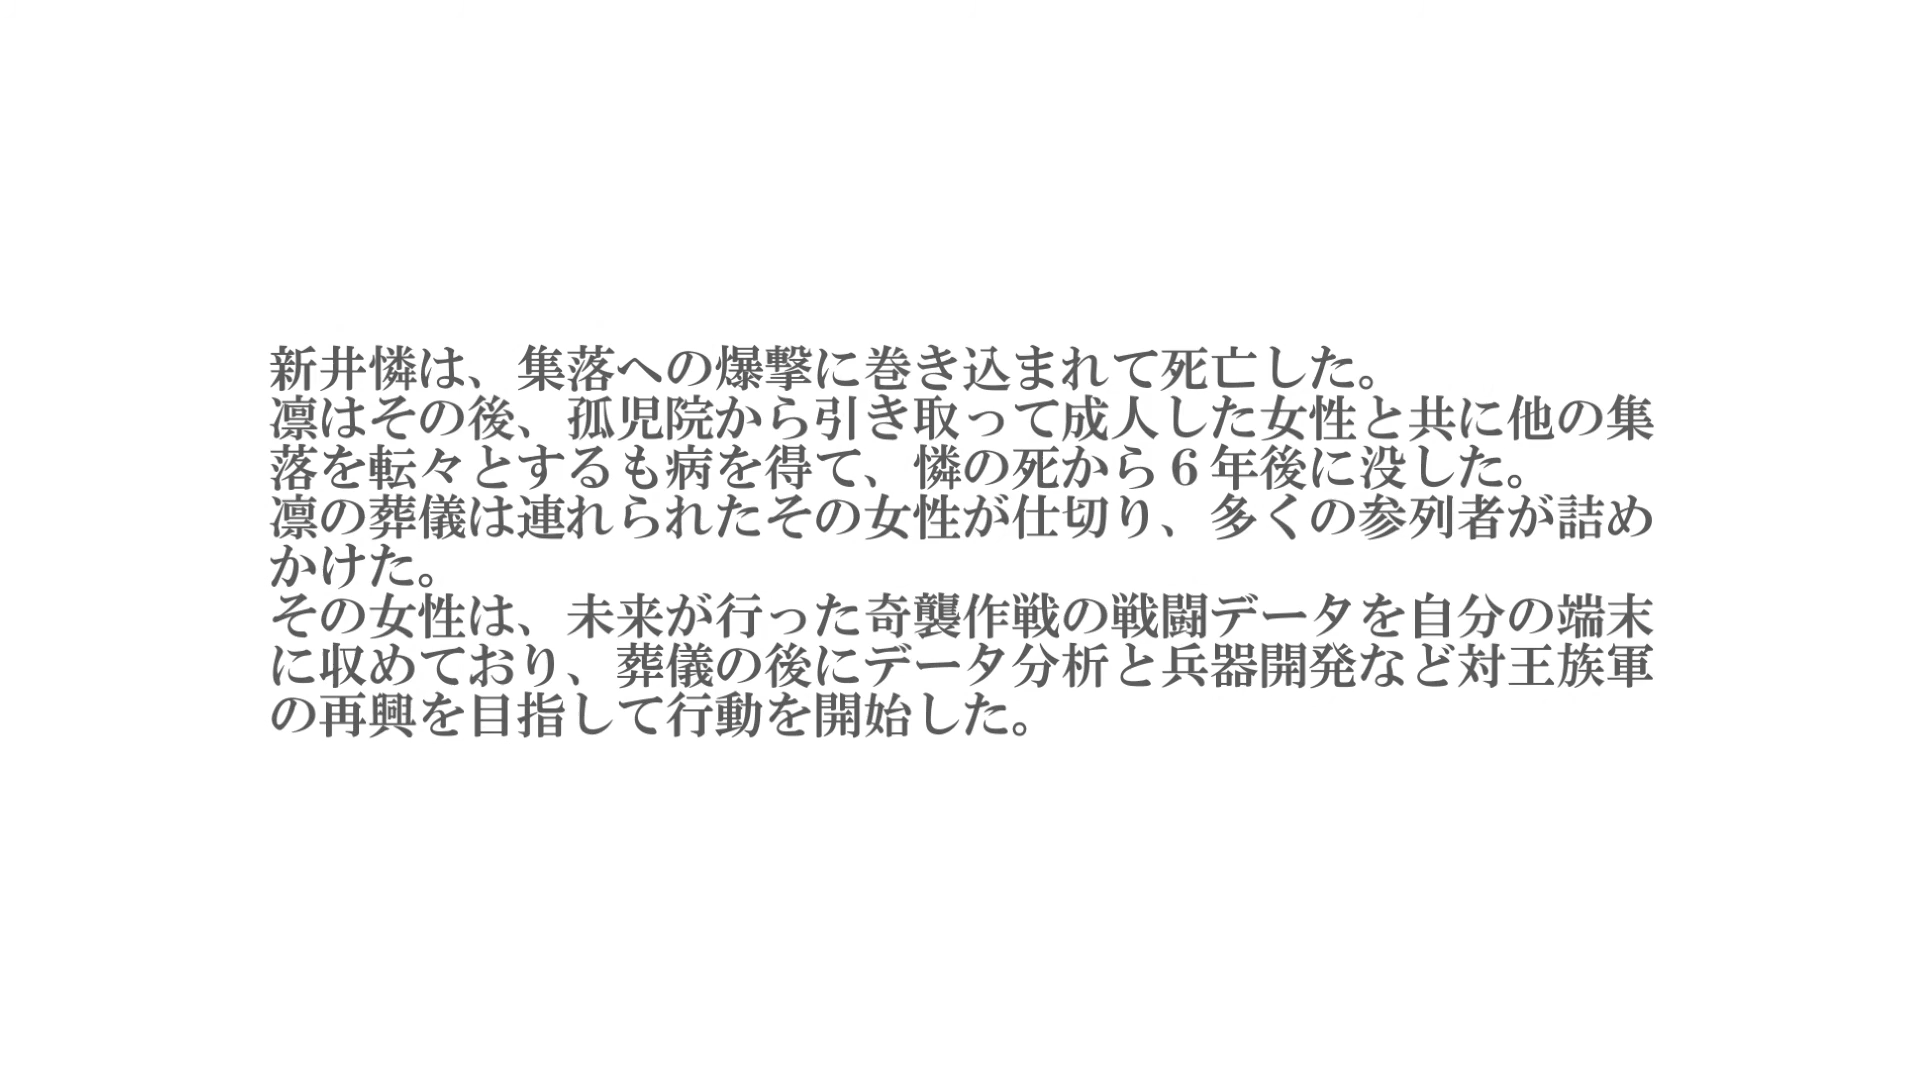 新井憐は、集落への爆撃に巻き込まれて死亡した。
凛はその後、孤児院から引き取って成人した女性と共に他の集
落を転々とするも病を得て、憐の死から６年後に没した。
凛の葬儀は連れられたその女性が仕切り、多くの参列者が詰め
かけた。
その女性は、未来が行った奇襲作戦の戦闘データを自分の端末
に収めており、葬儀の後にデータ分析と兵器開発など対王族軍
の再興を目指して行動を開始した。